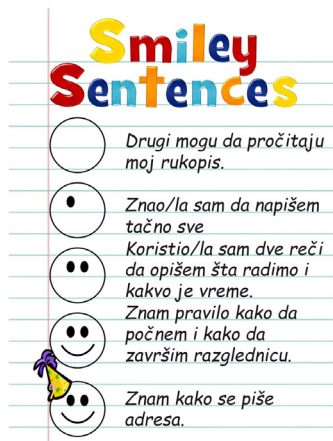 Smiley
Sentences
Drugi mogu da pročitaju
moj rukopis.
Znao/la sam da napišem
tačno sve
Koristio/la sam dve reči
da opišem šta radimo i
kakvo je vreme.
Znam pravilo kako da
počnem i kako da
završim razglednicu.
Znam kako se piše
adresa.